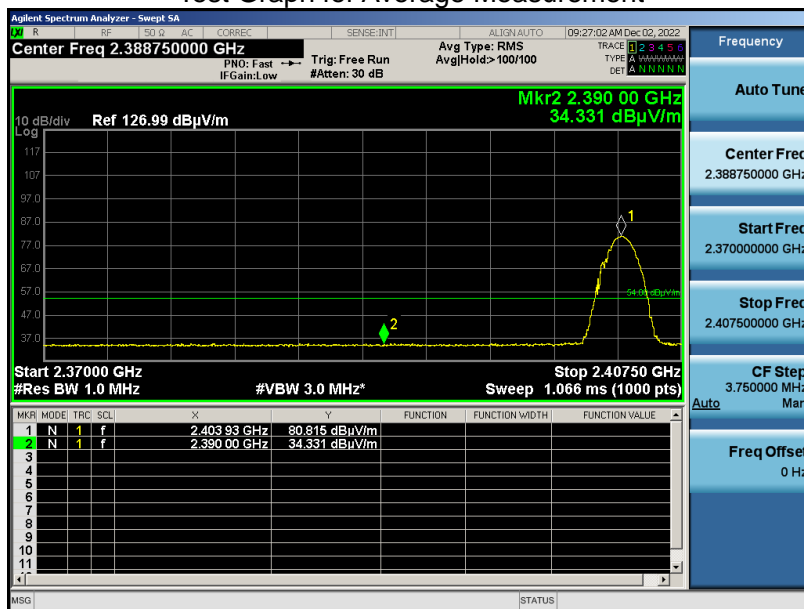 Test Graph for Average Measurement
Agilent Spectrum Analyzer - Swept SA
LXI R RF 50 Ω AC CORREC SENSE:INT ALIGN AUTO 09:27:02 AM Dec 02, 2022
Center Freq 2.388750000 GHz
PNO: Fast
IFGain:Low
Trig: Free Run
#Atten: 30 dB
Avg Type: RMS
Avg|Hold:>100/100
TRACE 1 2 3 4 5 6
TYPE A
DET A N N N N N
Mkr2 2.390 00 GHz
34.331 dBµV/m
10 dB/div Ref 126.99 dBµV/m
Log
117
107
97.0
87.0
77.0
67.0
57.0
47.0
37.0
1
2
54.00 dBµV/m
Start 2.37000 GHz Stop 2.40750 GHz
#Res BW 1.0 MHz #VBW 3.0 MHz* Sweep 1.066 ms (1000 pts)
MKR MODE TRC SCL X Y FUNCTION FUNCTION WIDTH FUNCTION VALUE
1 N 1 f 2.403 93 GHz 80.815 dBµV/m
2 N 1 f 2.390 00 GHz 34.331 dBµV/m
3
4
5
6
7
8
9
10
11
MSG STATUS
Frequency
Auto Tune
Center Freq
2.388750000 GHz
Start Freq
2.370000000 GHz
Stop Freq
2.407500000 GHz
CF Step
3.750000 MHz
Auto Man
Freq Offset
0 Hz